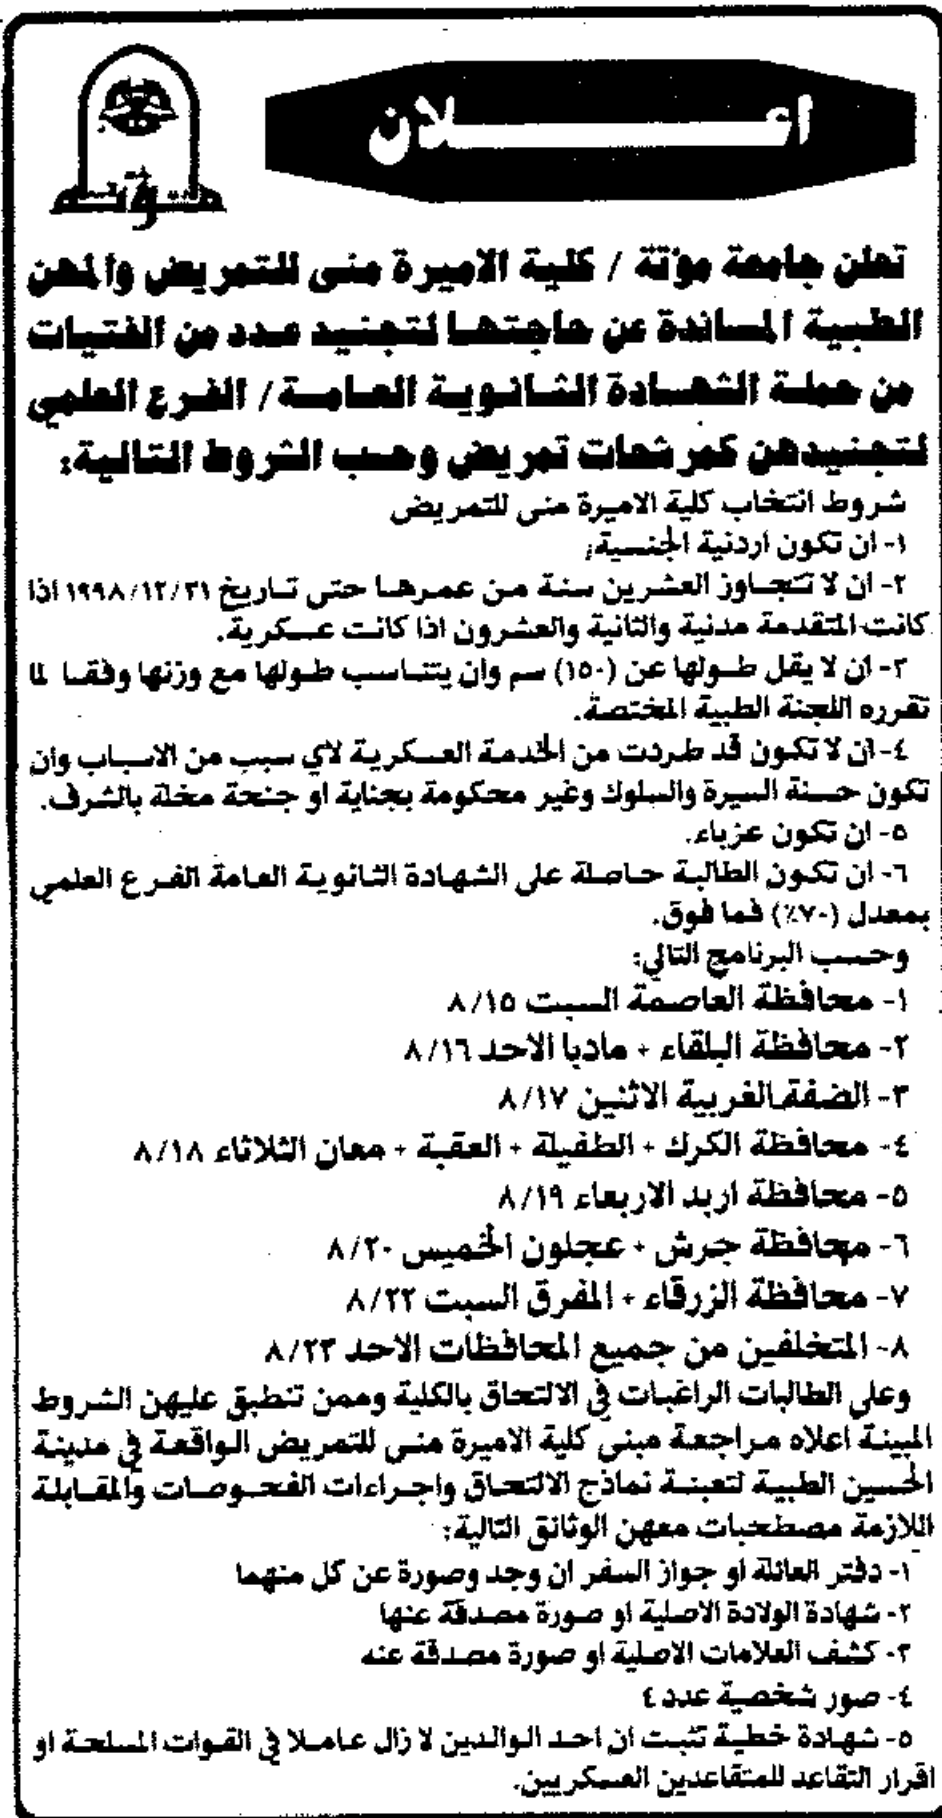 مؤتة
اعلان
تعلن جامعة مؤتة / كلية الاميرة منى للتمريض والمهن
الطبية المساندة عن حاجتها لتجنيد عدد من الفتيات
من حملة الشهادة الثانوية العامة / الفرع العلمي
لتجنيدهن كمرشحات تمريض وحسب الشروط التالية:
شروط انتخاب كلية الاميرة منى للتمريض
١- ان تكون اردنية الجنسية.
٢- ان لا تتجاوز العشرين سنة من عمرها حتى تاريخ ١٩٩٨/١٢/٣١ اذا
كانت المتقدمة مدنية والثانية والعشرون اذا كانت عسكرية.
٣- ان لا يقل طولها عن (١٥٠) سم وان يتناسب طولها مع وزنها وفقا لما
تقرره اللجنة الطبية المختصة.
٤- ان لا تكون قد طردت من الخدمة العسكرية لاي سبب من الاسباب وان
تكون حسنة السيرة والسلوك وغير محكومة بجناية او جنحة مخلة بالشرف.
٥- ان تكون عزباء.
٦- ان تكون الطالبة حاصلة على الشهادة الثانوية العامة الفرع العلمي
بمعدل (٧٠٪) فما فوق.
وحسب البرنامج التالي:
١- محافظة العاصمة السبت ٨/١٥
٢- محافظة البلقاء + مادبا الاحد ٨/١٦
٣- الضفة الغربية الاثنين ٨/١٧
٤- محافظة الكرك + الطفيلة + العقبة + معان الثلاثاء ٨/١٨
٥- محافظة اربد الاربعاء ٨/١٩
٦- محافظة جرش + عجلون الخميس ٨/٢٠
٧- محافظة الزرقاء + المفرق السبت ٨/٢٢
٨- المتخلفين من جميع المحافظات الاحد ٨/٢٣
وعلى الطالبات الراغبات في الالتحاق بالكلية وممن تنطبق عليهن الشروط
المبينة اعلاه مراجعة مبنى كلية الاميرة منى للتمريض الواقعة في مدينة
الحسين الطبية لتعبئة نماذج الالتحاق واجراءات الفحوصات والمقابلة
اللازمة مصطحبات معهن الوثائق التالية:
١- دفتر العائلة او جواز السفر ان وجد وصورة عن كل منهما
٢- شهادة الولادة الاصلية او صورة مصدقة عنها
٣- كشف العلامات الاصلية او صورة مصدقة عنه
٤- صور شخصية عدد ٤
٥- شهادة خطية تثبت ان احد الوالدين لا زال عاملا في القوات المسلحة او
اقرار التقاعد للمتقاعدين العسكريين.